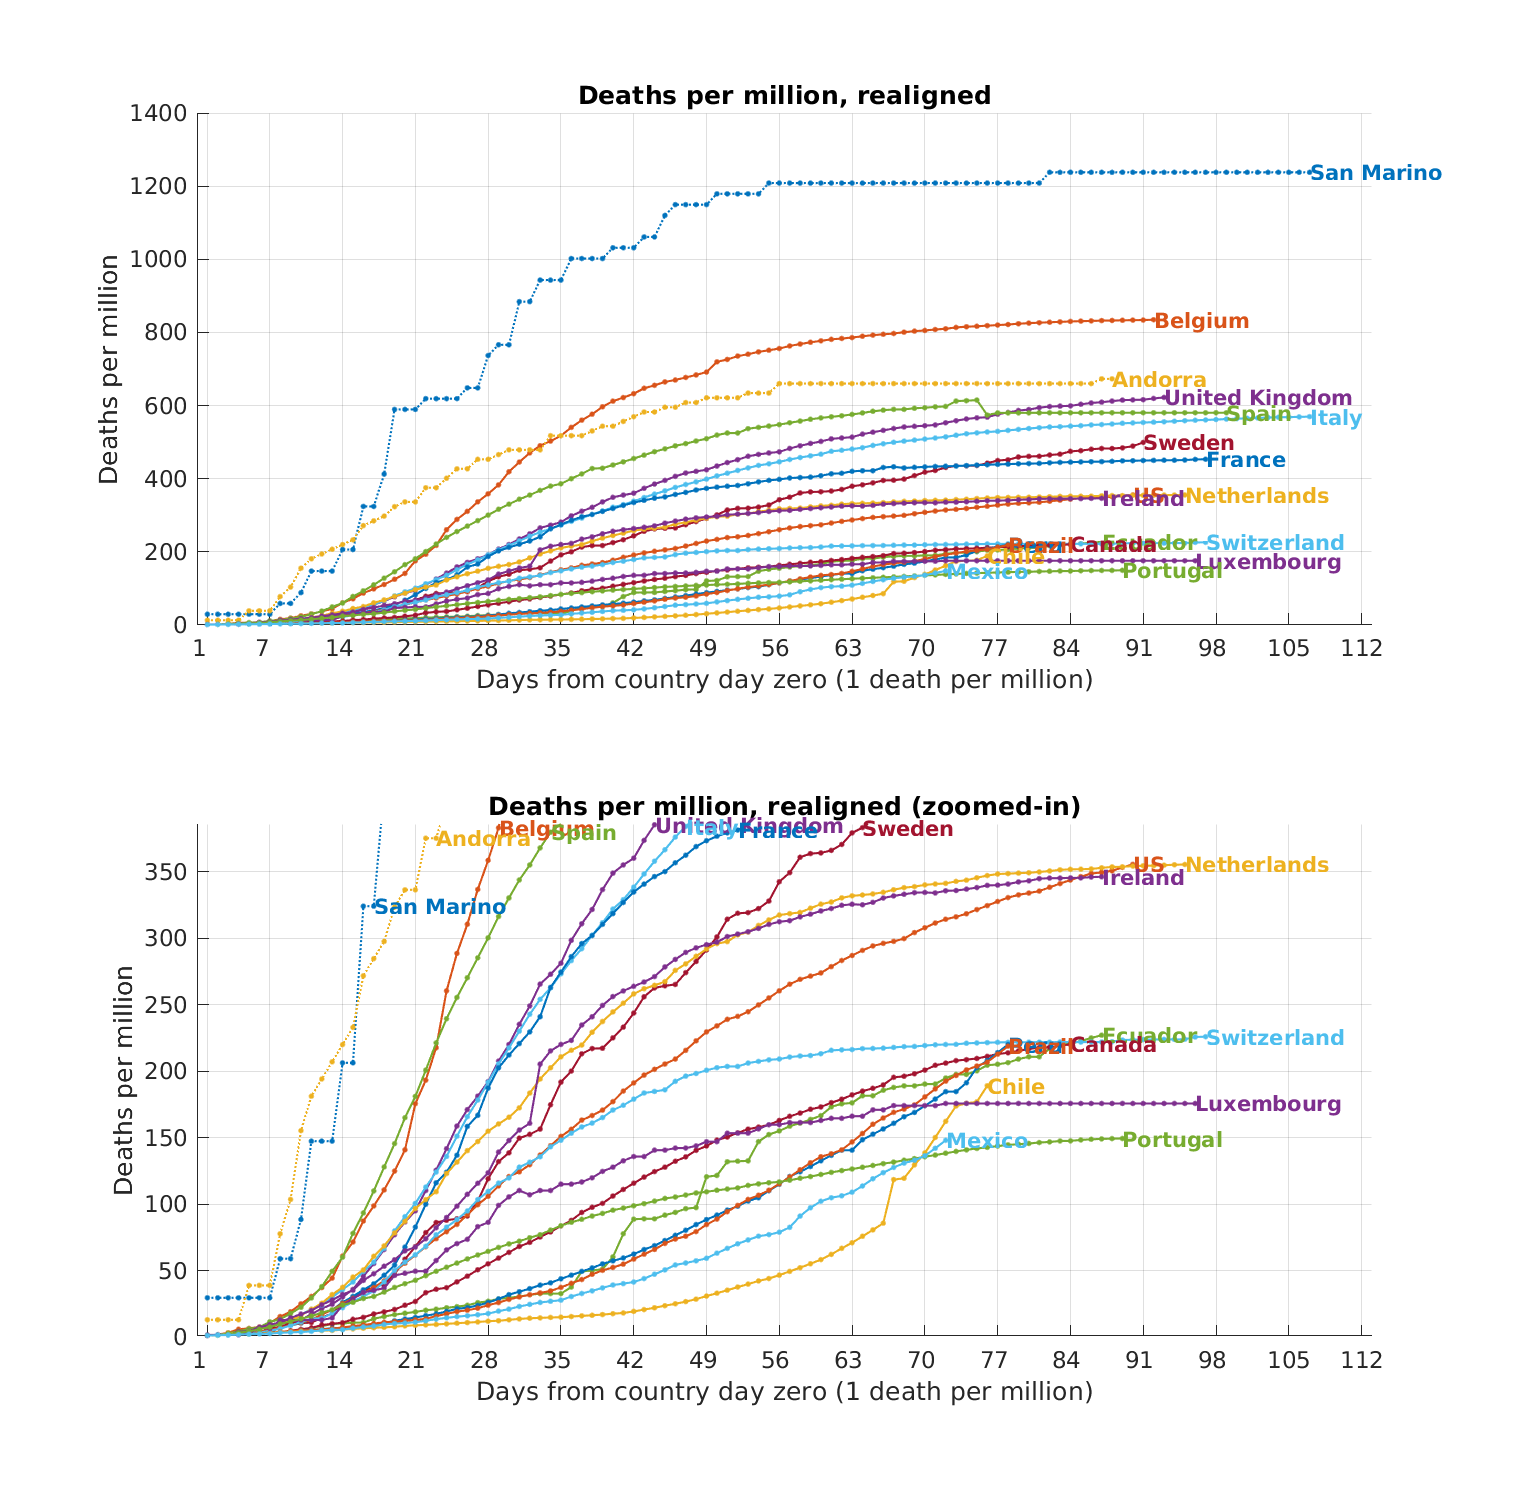 Deaths per million, realigned
1400
1200
1000
800
600
400
200
0
Deaths per million
San Marino
Belgium
Andorra
United Kingdom
Spain
Italy
Sweden
France
US
Netherlands
Ireland
Ecuador
Switzerland
Brazil
Canada
Chile
Luxembourg
Mexico
Portugal
1 7 14 21 28 35 42 49 56 63 70 77 84 91 98 105 112
Days from country day zero (1 death per million)
Deaths per million, realigned (zoomed-in)
350
300
250
200
150
100
50
0
Deaths per million
Andorra
Belgium
Spain
United Kingdom
Italy
France
Sweden
San Marino
US
Netherlands
Ireland
Ecuador
Switzerland
Brazil
Canada
Chile
Luxembourg
Mexico
Portugal
1 7 14 21 28 35 42 49 56 63 70 77 84 91 98 105 112
Days from country day zero (1 death per million)